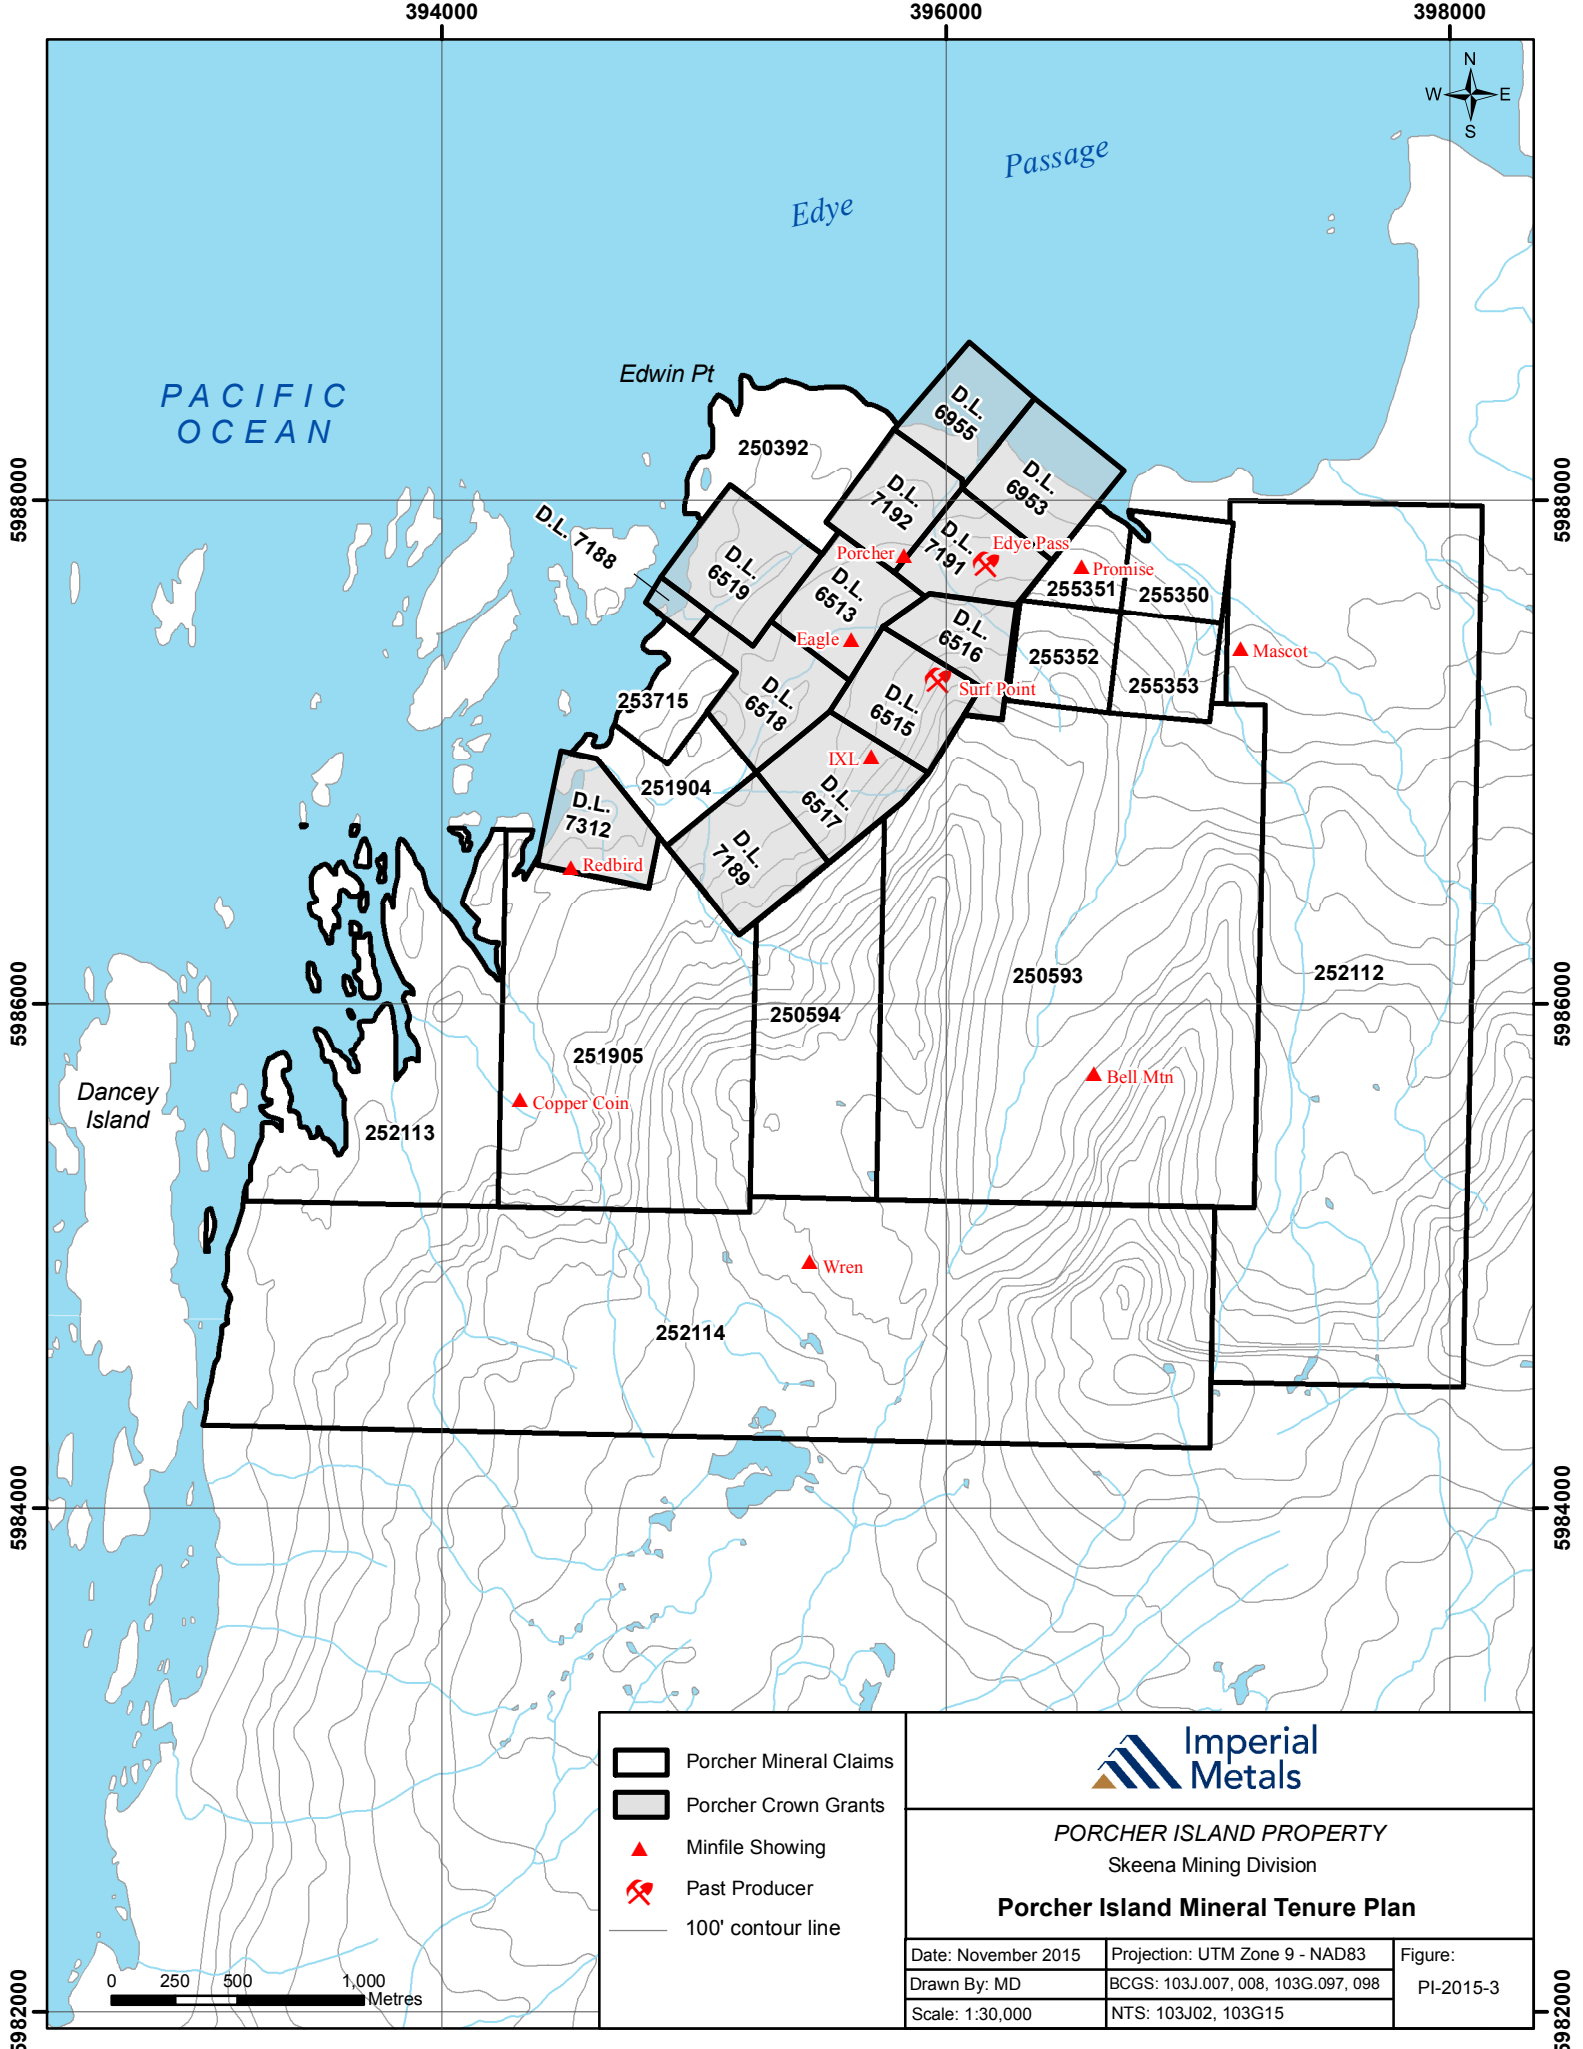 394000
396000
398000
N
W
E
S
Passage
Edye
Edwin Pt
PACIFIC
OCEAN
D.L.
6955
250392
5988000
5988000
D.L.
6953
D.L.
7192
D.L. 7188
D.L.
7191
Edye Pass
Porcher
Promise
D.L.
6519
D.L.
6513
255351
255350
Eagle
D.L.
6516
255352
Mascot
255353
253715
D.L.
6518
D.L.
6515
Surf Point
IXL
251904
D.L.
7312
D.L.
6517
D.L.
7189
Redbird
250593
252112
5986000
5986000
250594
251905
Dancey
Island
Bell Mtn
Copper Coin
252113
Wren
252114
5984000
5984000
Porcher Mineral Claims
Porcher Crown Grants
Minfile Showing
Past Producer
100' contour line
Imperial
Metals
PORCHER ISLAND PROPERTY
Skeena Mining Division
Porcher Island Mineral Tenure Plan
Date: November 2015
Projection: UTM Zone 9 - NAD83
Figure:
Drawn By: MD
BCGS: 103J.007, 008, 103G.097, 098
PI-2015-3
Scale: 1:30,000
NTS: 103J02, 103G15
0 250 500 1,000
Metres
5982000
5982000